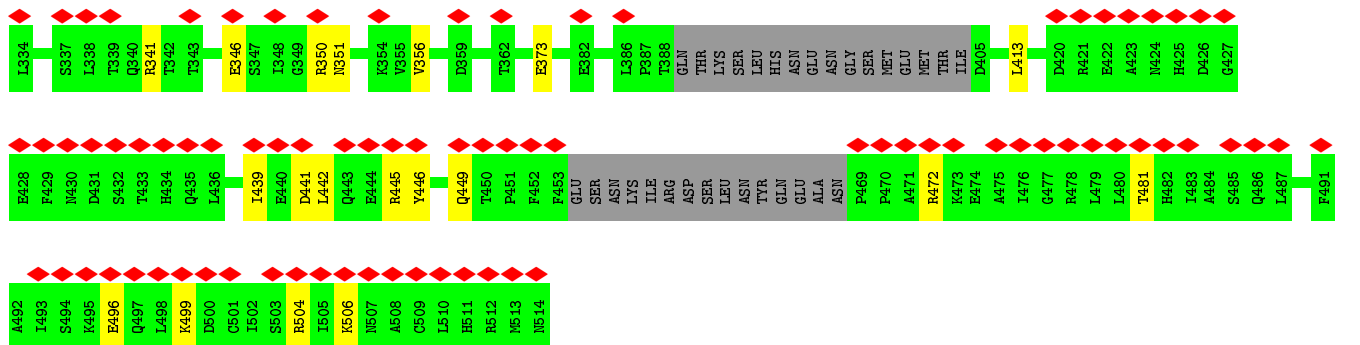 L334 S337 L338 T339 Q340 R341 T342 T343 E346 S347 I348 G349 R350 N351 K354 V355 V356 D359 T362 E373 E382 L386 P387 T388 GLN THR LYS SER LEU HIS ASN GLU ASN GLY SER MET GLU MET THR ILE D405 L413 D420 R421 E422 A423 N424 H425 D426 G427
E428 F429 N430 D431 S432 T433 H434 Q435 L436 I439 E440 D441 L442 Q443 E444 R445 Y446 Q449 T450 P451 F452 F453 GLU SER ASN LYS ILE ARG ASP SER LEU ASN TYR GLN GLU ALA ASN P469 P470 A471 R472 K473 E474 A475 I476 G477 R478 L479 L480 T481 H482 I483 A484 S485 Q486 L487 F491
A492 I493 S494 K495 E496 Q497 L498 K499 D500 C501 I502 S503 R504 I505 K506 N507 A508 C509 L510 H511 R512 M513 N514